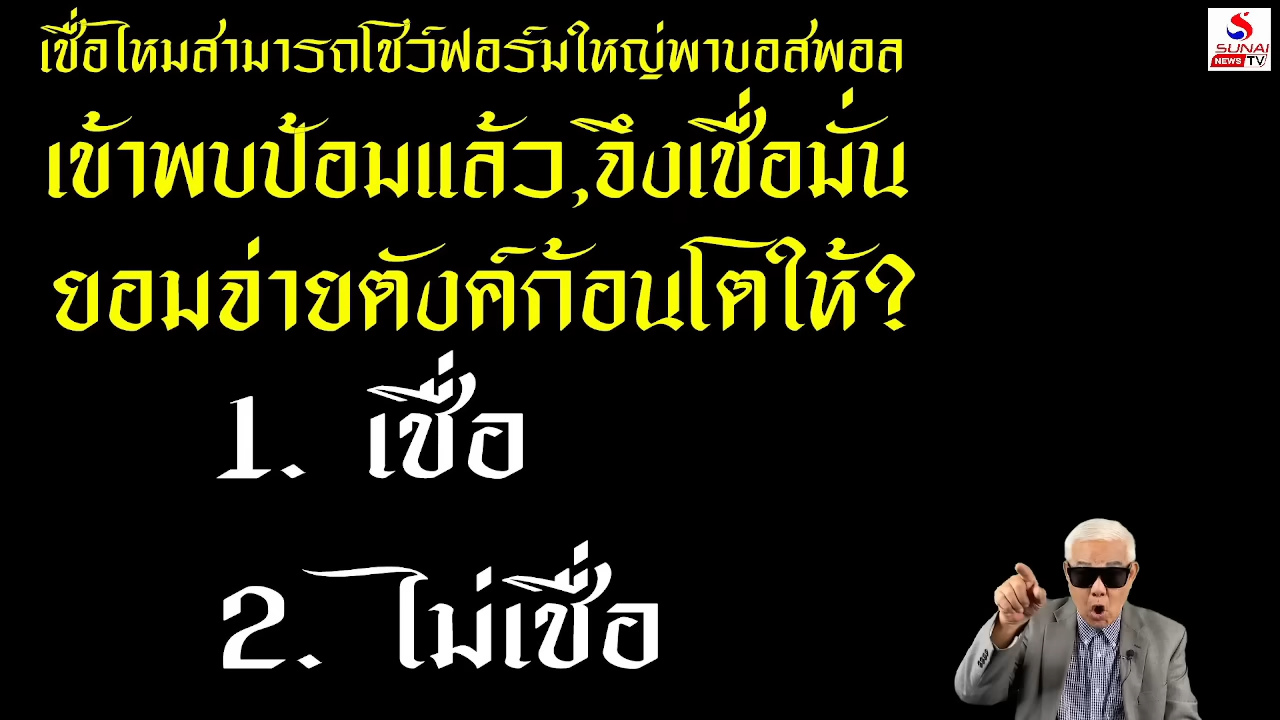 เชื่อไหมสามารถโชว์ฟอร์มใหญ่พาบอสพอล
เข้าพบป้อมแล้ว,จึงเชื่อมั่น
ยอมจ่ายตังค์ก้อนโตให้?
1. เชื่อ
2. ไม่เชื่อ
SUNAI
NEWS TV